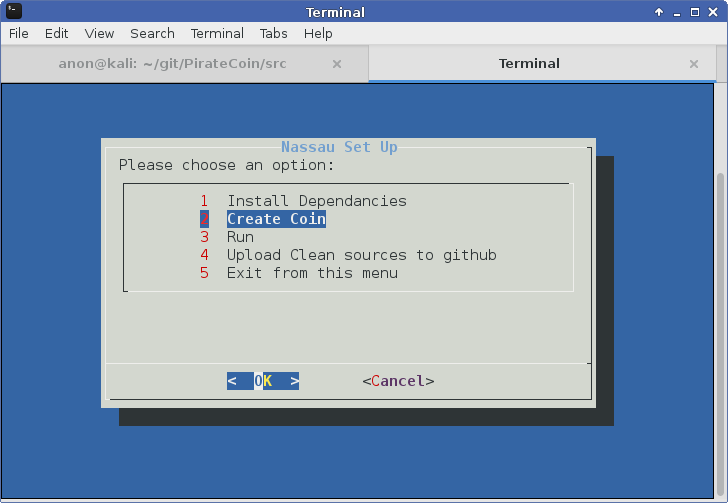 Terminal
File Edit View Search Terminal Tabs Help
anon@kali: ~/git/PirateCoin/src × Terminal ×
Nassau Set Up
Please choose an option:
1 Install Dependancies
2 Create Coin
3 Run
4 Upload Clean sources to github
5 Exit from this menu
< OK > <Cancel>